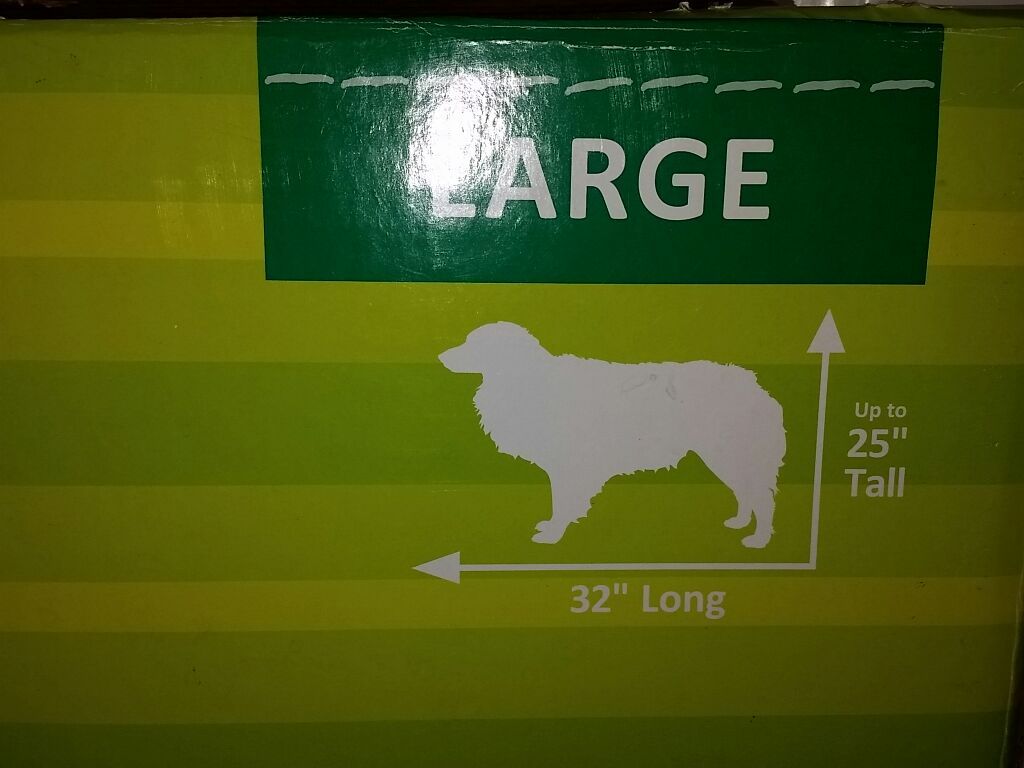 LARGE
Up to
25"
Tall
32" Long